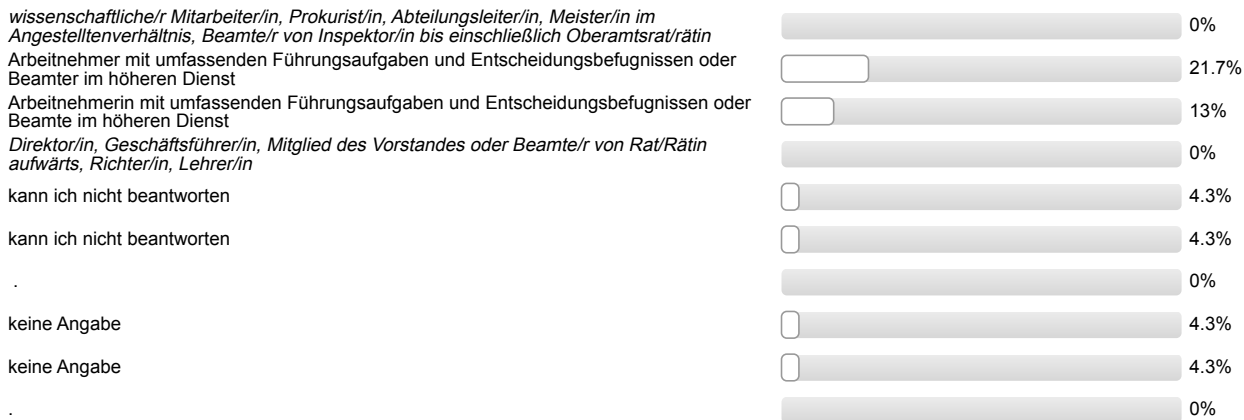 wissenschaftliche/r Mitarbeiter/in, Prokurist/in, Abteilungsleiter/in, Meister/in im
Angestelltenverhältnis, Beamte/r von Inspektor/in bis einschließlich Oberamtsrat/rätin
0%
Arbeitnehmer mit umfassenden Führungsaufgaben und Entscheidungsbefugnissen oder
Beamter im höheren Dienst
21.7%
Arbeitnehmerin mit umfassenden Führungsaufgaben und Entscheidungsbefugnissen oder
Beamte im höheren Dienst
13%
Direktor/in, Geschäftsführer/in, Mitglied des Vorstandes oder Beamte/r von Rat/Rätin
aufwärts, Richter/in, Lehrer/in
0%
kann ich nicht beantworten 4.3%
kann ich nicht beantworten 4.3%
. 0%
keine Angabe 4.3%
keine Angabe 4.3%
. 0%